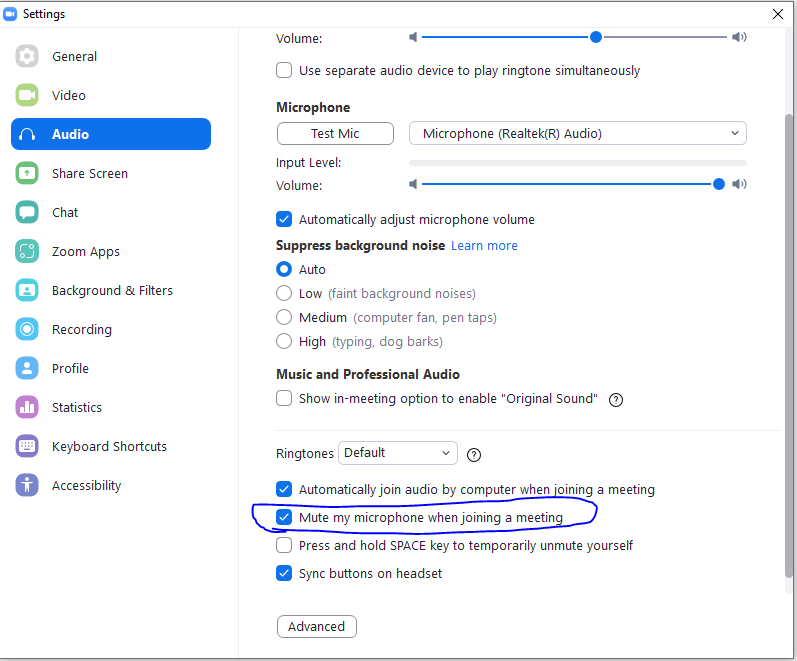 Settings
General
Video
Audio
Share Screen
Chat
Zoom Apps
Background & Filters
Recording
Profile
Statistics
Keyboard Shortcuts
Accessibility
Volume:
Use separate audio device to play ringtone simultaneously
Microphone
Test Mic Microphone (Realtek(R) Audio)
Input Level:
Volume:
Automatically adjust microphone volume
Suppress background noise Learn more
Auto
Low (faint background noises)
Medium (computer fan, pen taps)
High (typing, dog barks)
Music and Professional Audio
Show in-meeting option to enable "Original Sound" ?
Ringtones Default ?
Automatically join audio by computer when joining a meeting
Mute my microphone when joining a meeting
Press and hold SPACE key to temporarily unmute yourself
Sync buttons on headset
Advanced